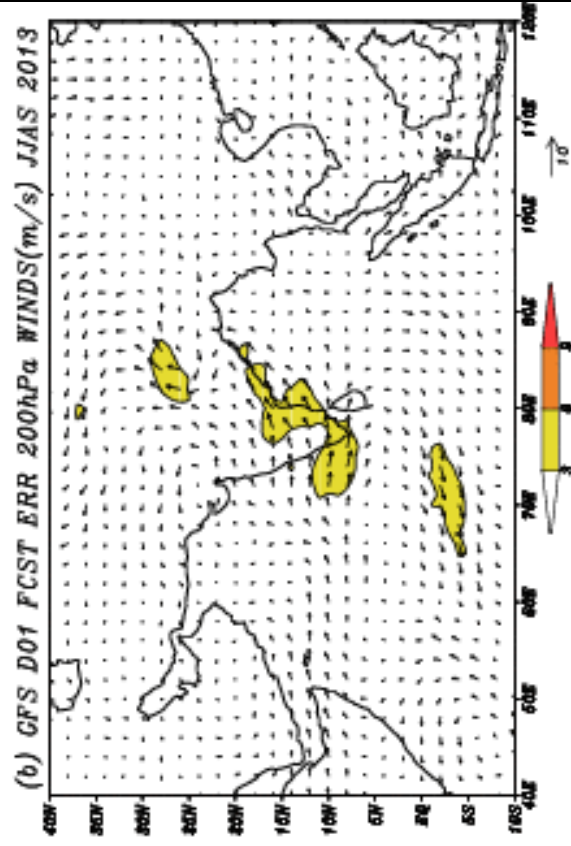 (b) GFS D01 FCST ERR 200hPa WINDS(m/s) JJAS 2013
40N
35N
30N
25N
20N
15N
10N
5N
EQ
5S
10S
40E 50E 60E 70E 80E 90E 100E 110E 120E
10
3 4 5